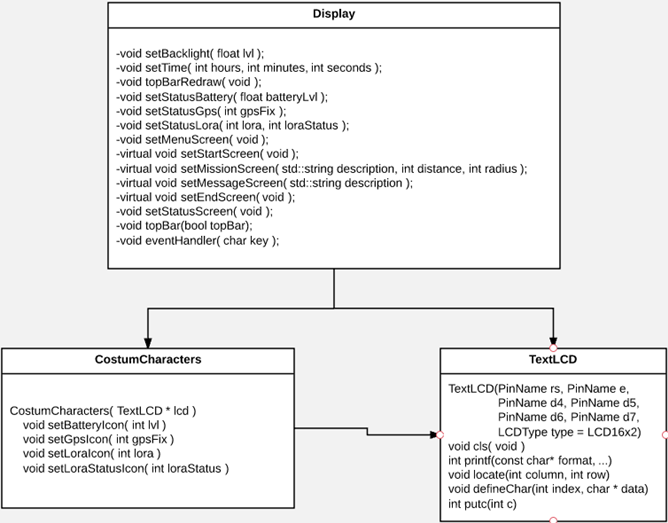 Display
-void setBacklight( float lvl );
-void setTime( int hours, int minutes, int seconds );
-void topBarRedraw( void );
-void setStatusBattery( float batteryLvl );
-void setStatusGps( int gpsFix );
-void setStatusLora( int lora, int loraStatus );
-void setMenuScreen( void );
-virtual void setStartScreen( void );
-virtual void setMissionScreen( std::string description, int distance, int radius );
-virtual void setMessageScreen( std::string description );
-virtual void setEndScreen( void );
-void setStatusScreen( void );
-void topBar(bool topBar);
-void eventHandler( char key );
CostumCharacters
CostumCharacters( TextLCD * lcd )
void setBatteryIcon( int lvl )
void setGpsIcon( int gpsFix )
void setLoraIcon( int lora )
void setLoraStatusIcon( int loraStatus )
TextLCD
TextLCD(PinName rs, PinName e,
PinName d4, PinName d5,
PinName d6, PinName d7,
LCDType type = LCD16x2)
void cls( void )
int printf(const char* format, ...)
void locate(int column, int row)
void defineChar(int index, char * data)
int putc(int c)